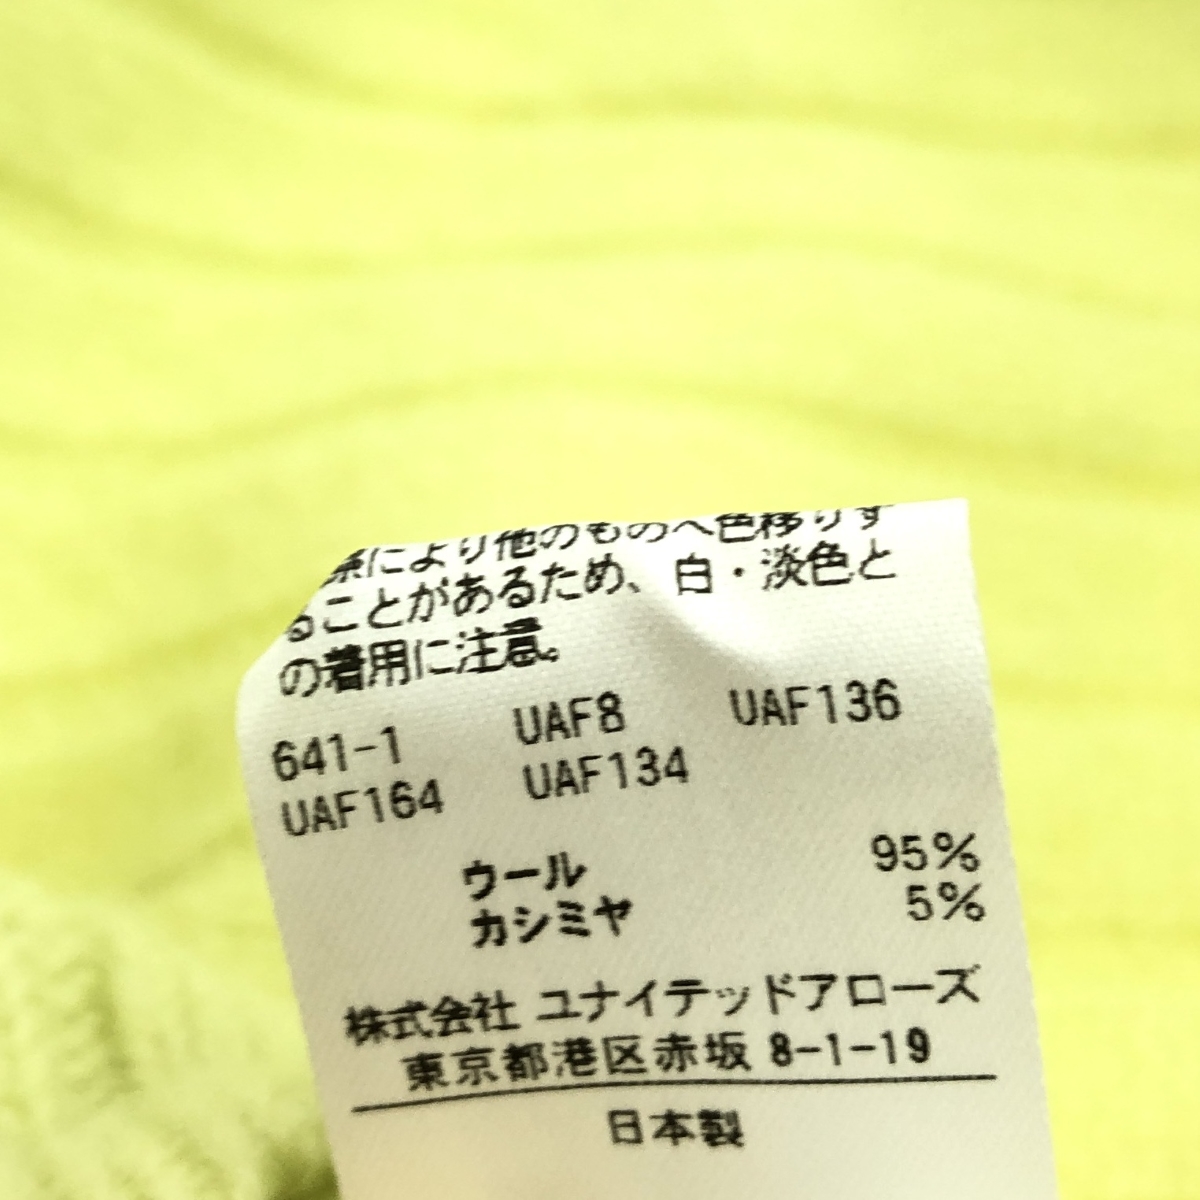 により他のものへ色移りす
ることがあるため、白・淡色と
の着用に注意。
641-1 UAF8 UAF136
UAF164 UAF134
ウール 95%
カシミヤ 5%
株式会社 ユナイテッドアローズ
東京都港区赤坂 8-1-19
日本製